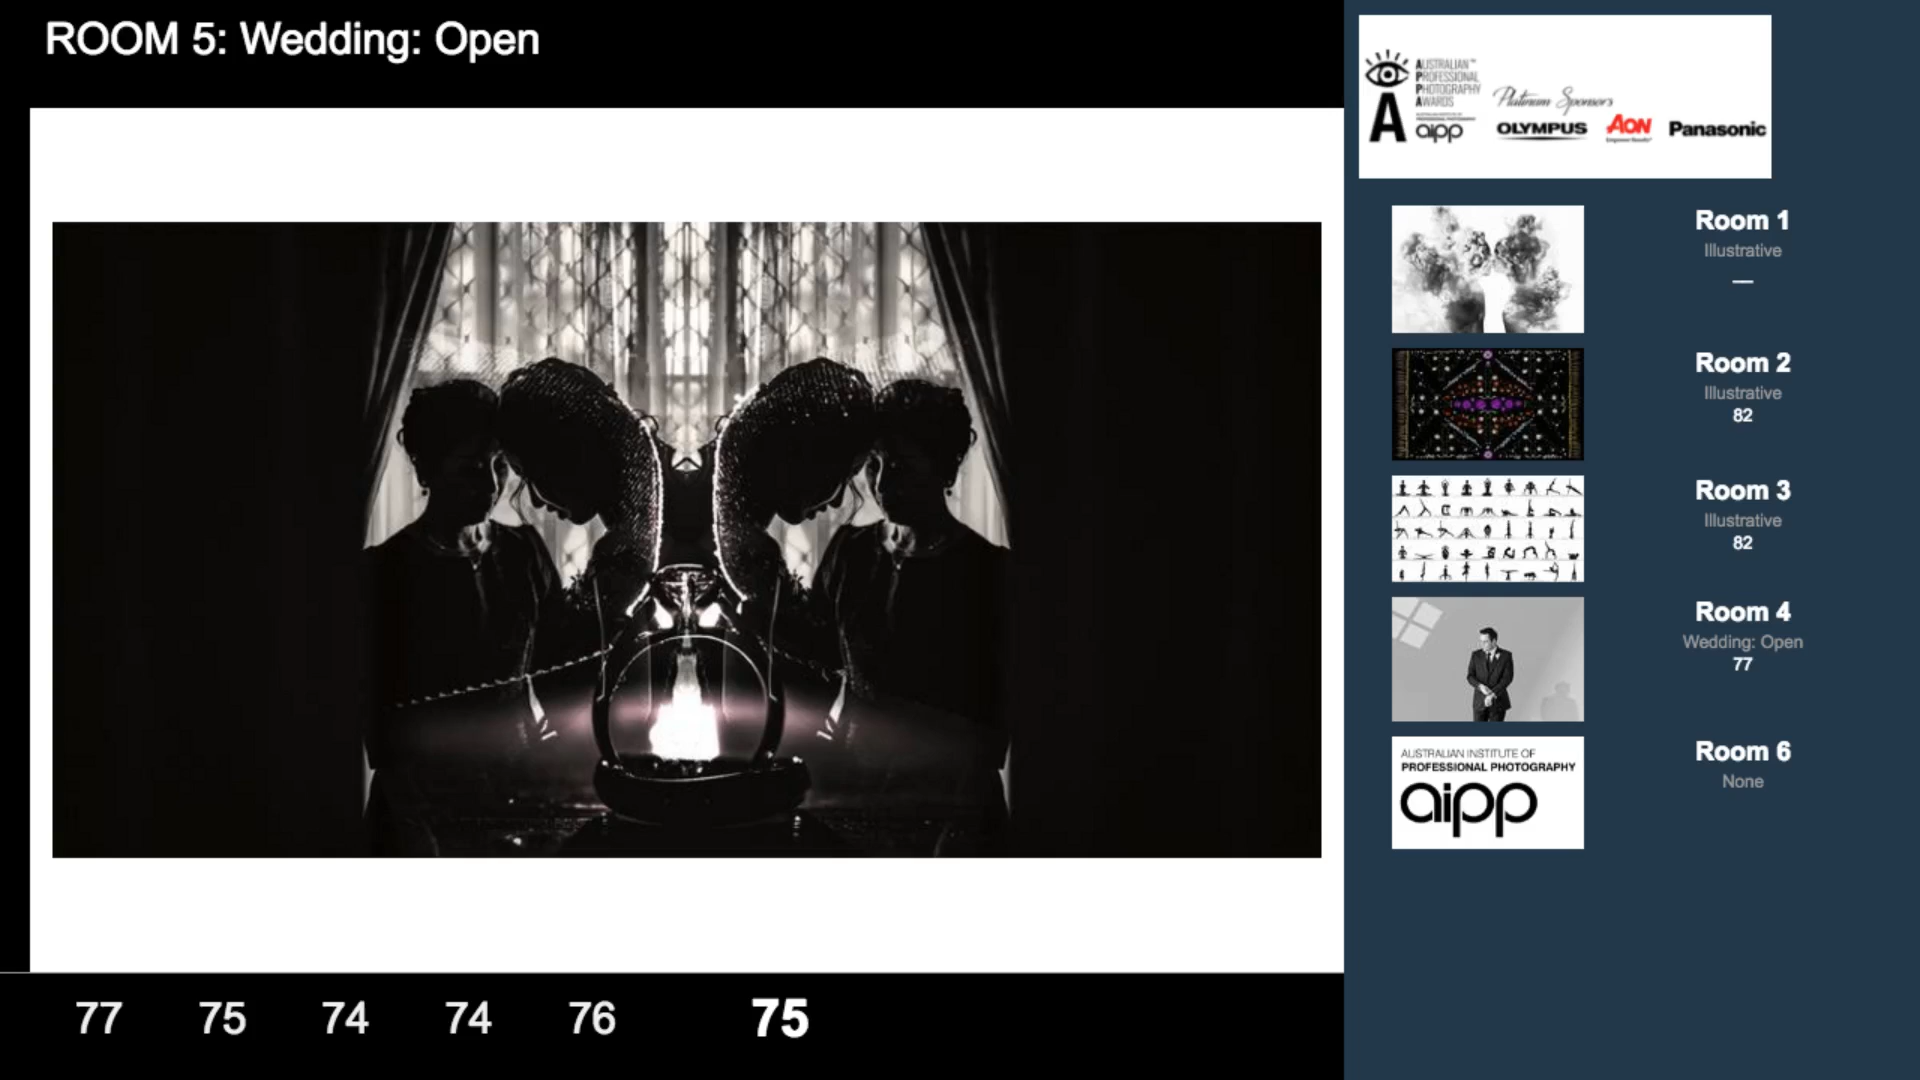 ROOM 5: Wedding: Open
77 75 74 74 76 75
AUSTRALIAN™
PROFESSIONAL
PHOTOGRAPHY
AWARDS
aipp
Platinum Sponsors
OLYMPUS AON Panasonic
Room 1
Illustrative
—
Room 2
Illustrative
82
Room 3
Illustrative
82
Room 4
Wedding: Open
77
AUSTRALIAN INSTITUTE OF
PROFESSIONAL PHOTOGRAPHY
aipp
Room 6
None